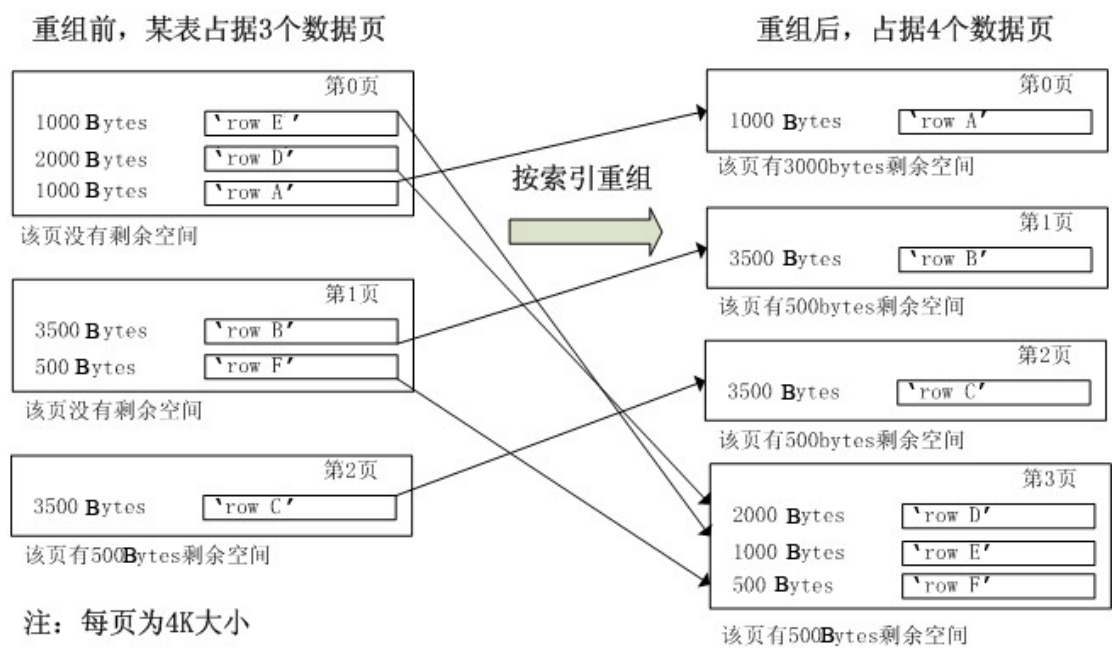 重组前，某表占据3个数据页
第0页
1000 Bytes 'row E'
2000 Bytes 'row D'
1000 Bytes 'row A'
该页没有剩余空间
第1页
3500 Bytes 'row B'
500 Bytes 'row F'
该页没有剩余空间
第2页
3500 Bytes 'row C'
该页有500Bytes剩余空间
注：每页为4K大小
按索引重组
重组后，占据4个数据页
第0页
1000 Bytes 'row A'
该页有3000bytes剩余空间
第1页
3500 Bytes 'row B'
该页有500bytes剩余空间
第2页
3500 Bytes 'row C'
该页有500bytes剩余空间
第3页
2000 Bytes 'row D'
1000 Bytes 'row E'
500 Bytes 'row F'
该页有500Bytes剩余空间